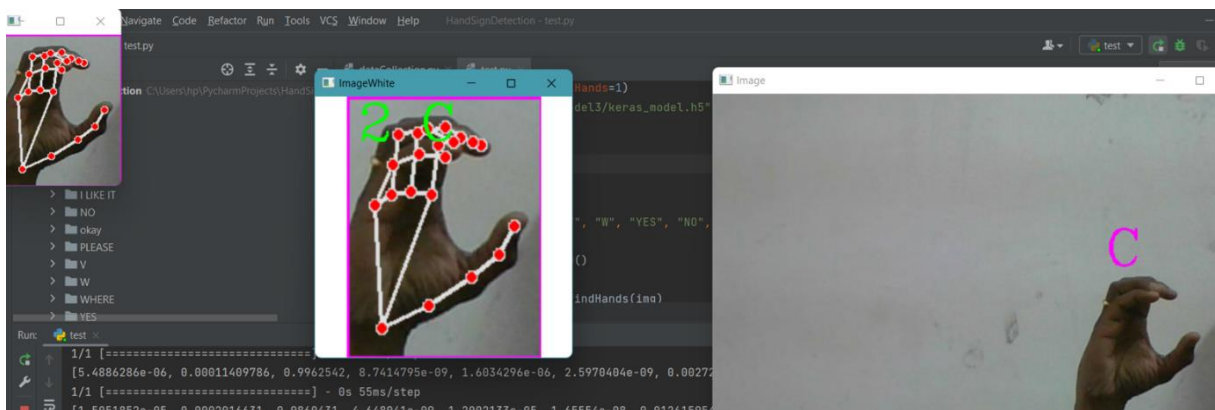 Navigate Code Refactor Run Tools VCS Window Help HandSignDetection - test.py
test.py
test
ction C:\Users\hp\PycharmProjects\HandSi
ImageWhite
Image
Hands=1)
del3/keras_model.h5"
2 C
C
I LIKE IT
NO
okay
PLEASE
V
W
WHERE
YES
", "W", "YES", "NO",
()
indHands(img)
Run: test
1/1 [==============================]
[5.4886286e-06, 0.00011409786, 0.9962542, 8.7414795e-09, 1.6034296e-06, 2.5970404e-09, 0.00272
1/1 [==============================] - 0s 55ms/step